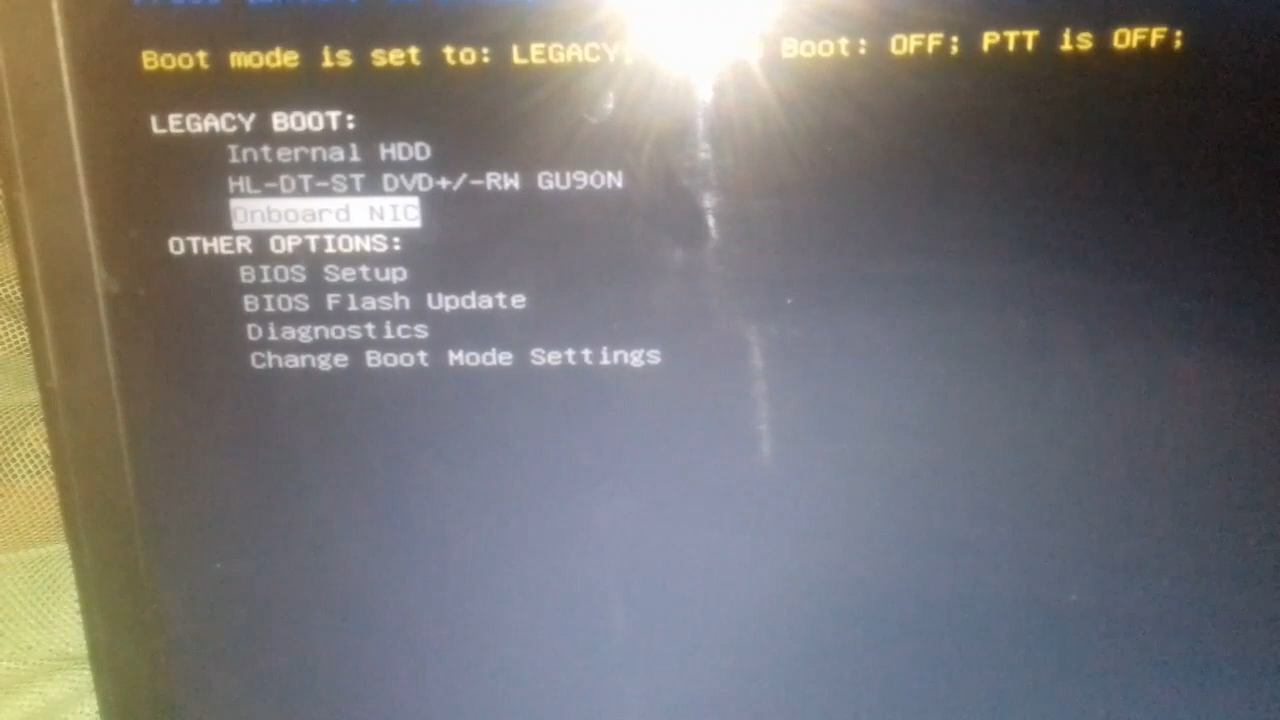 Boot mode is set to: LEGACY; Boot: OFF; PTT is OFF;
LEGACY BOOT:
Internal HDD
HL-DT-ST DVD+/-RW GU90N
Onboard NIC
OTHER OPTIONS:
BIOS Setup
BIOS Flash Update
Diagnostics
Change Boot Mode Settings